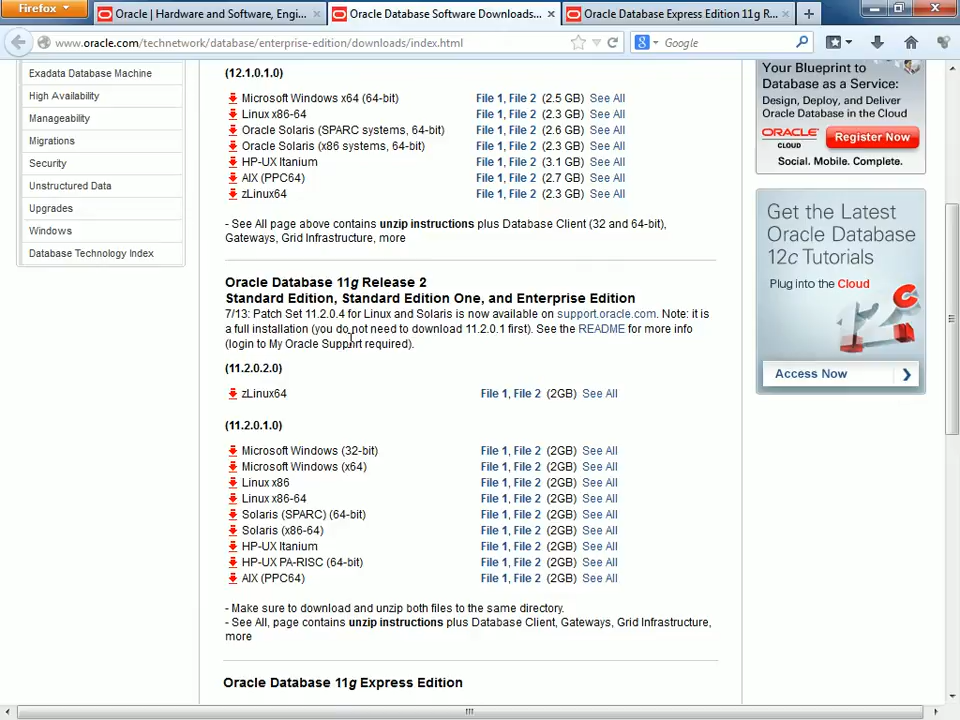 Firefox
Oracle | Hardware and Software, Engi...
Oracle Database Software Downloads...
Oracle Database Express Edition 11g R...
www.oracle.com/technetwork/database/enterprise-edition/downloads/index.html
Google
Exadata Database Machine
High Availability
Manageability
Migrations
Security
Unstructured Data
Upgrades
Windows
Database Technology Index
(12.1.0.1.0)
Microsoft Windows x64 (64-bit) File 1, File 2 (2.5 GB) See All
Linux x86-64 File 1, File 2 (2.3 GB) See All
Oracle Solaris (SPARC systems, 64-bit) File 1, File 2 (2.6 GB) See All
Oracle Solaris (x86 systems, 64-bit) File 1, File 2 (2.3 GB) See All
HP-UX Itanium File 1, File 2 (3.1 GB) See All
AIX (PPC64) File 1, File 2 (2.7 GB) See All
zLinux64 File 1, File 2 (2.3 GB) See All
- See All page above contains unzip instructions plus Database Client (32 and 64-bit),
Gateways, Grid Infrastructure, more
Oracle Database 11g Release 2
Standard Edition, Standard Edition One, and Enterprise Edition
7/13: Patch Set 11.2.0.4 for Linux and Solaris is now available on support.oracle.com. Note: it is
a full installation (you do not need to download 11.2.0.1 first). See the README for more info
(login to My Oracle Support required).
(11.2.0.2.0)
zLinux64 File 1, File 2 (2GB) See All
(11.2.0.1.0)
Microsoft Windows (32-bit) File 1, File 2 (2GB) See All
Microsoft Windows (x64) File 1, File 2 (2GB) See All
Linux x86 File 1, File 2 (2GB) See All
Linux x86-64 File 1, File 2 (2GB) See All
Solaris (SPARC) (64-bit) File 1, File 2 (2GB) See All
Solaris (x86-64) File 1, File 2 (2GB) See All
HP-UX Itanium File 1, File 2 (2GB) See All
HP-UX PA-RISC (64-bit) File 1, File 2 (2GB) See All
AIX (PPC64) File 1, File 2 (2GB) See All
- Make sure to download and unzip both files to the same directory.
- See All, page contains unzip instructions plus Database Client, Gateways, Grid Infrastructure,
more
Oracle Database 11g Express Edition
Your Blueprint to
Database as a Service:
Design, Deploy, and Deliver
Oracle Database in the Cloud
ORACLE
CLOUD
Register Now
Social. Mobile. Complete.
Get the Latest
Oracle Database
12c Tutorials
Plug into the Cloud
Access Now